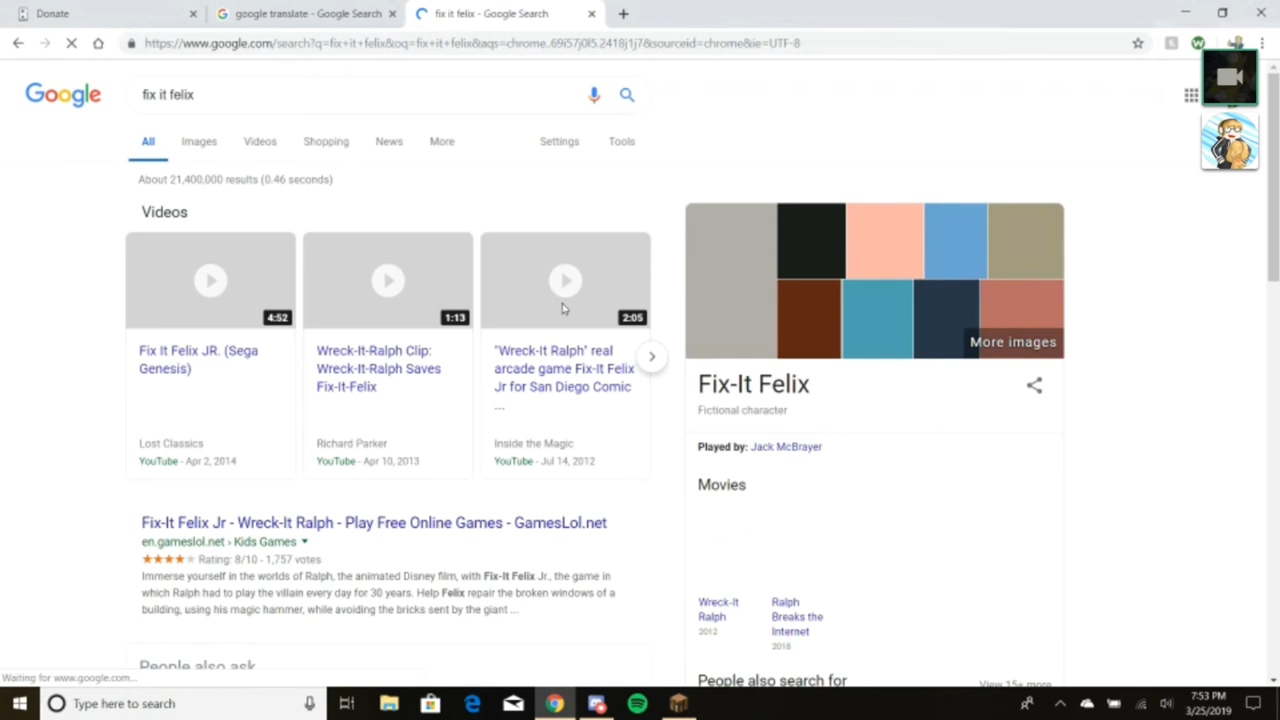 Donate
google translate - Google Search
fix it felix - Google Search
https://www.google.com/search?q=fix+it+felix&oq=fix+it+felix&aqs=chrome..69i57j0l5.2418j1j7&sourceid=chrome&ie=UTF-8
Google
fix it felix
All
Images
Videos
Shopping
News
More
Settings
Tools
About 21,400,000 results (0.46 seconds)
Videos
4:52
1:13
2:05
Fix It Felix JR. (Sega
Genesis)
Lost Classics
YouTube - Apr 2, 2014
Wreck-It-Ralph Clip:
Wreck-It-Ralph Saves
Fix-It-Felix
Richard Parker
YouTube - Apr 10, 2013
"Wreck-It Ralph" real
arcade game Fix-It Felix
Jr for San Diego Comic
...
Inside the Magic
YouTube - Jul 14, 2012
Fix-It Felix Jr - Wreck-It Ralph - Play Free Online Games - GamesLol.net
en.gameslol.net › Kids Games
Rating: 8/10 - 1,757 votes
Immerse yourself in the worlds of Ralph, the animated Disney film, with Fix-It Felix Jr., the game in
which Ralph had to play the villain every day for 30 years. Help Felix repair the broken windows of a
building, using his magic hammer, while avoiding the bricks sent by the giant ...
People also ask
More images
Fix-It Felix
Fictional character
Played by: Jack McBrayer
Movies
Wreck-It
Ralph
2012
Ralph
Breaks the
Internet
2018
People also search for
View 15+ more
Waiting for www.google.com...
Type here to search
7:53 PM
3/25/2019